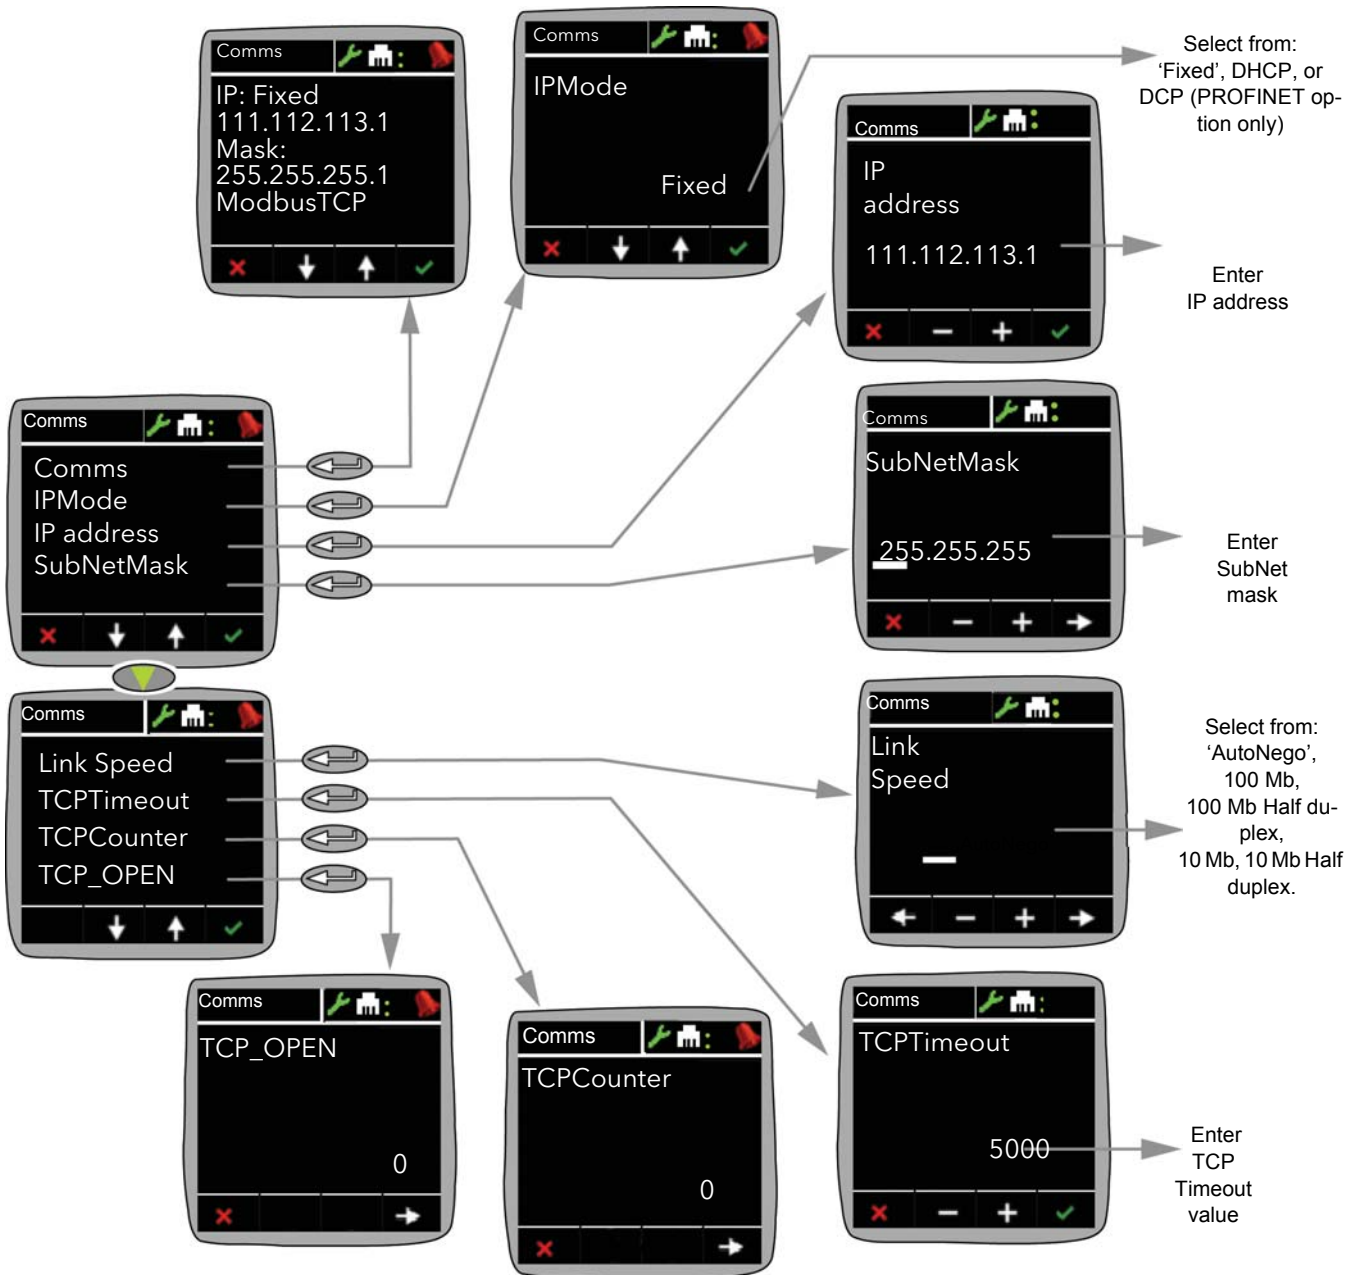 Comms
IP: Fixed
111.112.113.1
Mask:
255.255.255.1
ModbusTCP
Comms
IPMode
Fixed
Select from:
‘Fixed’, DHCP, or
DCP (PROFINET op-
tion only)
Comms
IP
address
111.112.113.1
Enter
IP address
Comms
Comms
IPMode
IP address
SubNetMask
Comms
SubNetMask
255.255.255
Enter
SubNet
mask
Comms
Link Speed
TCPTimeout
TCPCounter
TCP_OPEN
Comms
Link
Speed
Select from:
‘AutoNego’,
100 Mb,
100 Mb Half du-
plex,
10 Mb, 10 Mb Half
duplex.
Comms
TCP_OPEN
0
Comms
TCPCounter
0
Comms
TCPTimeout
5000
Enter
TCP
Timeout
value